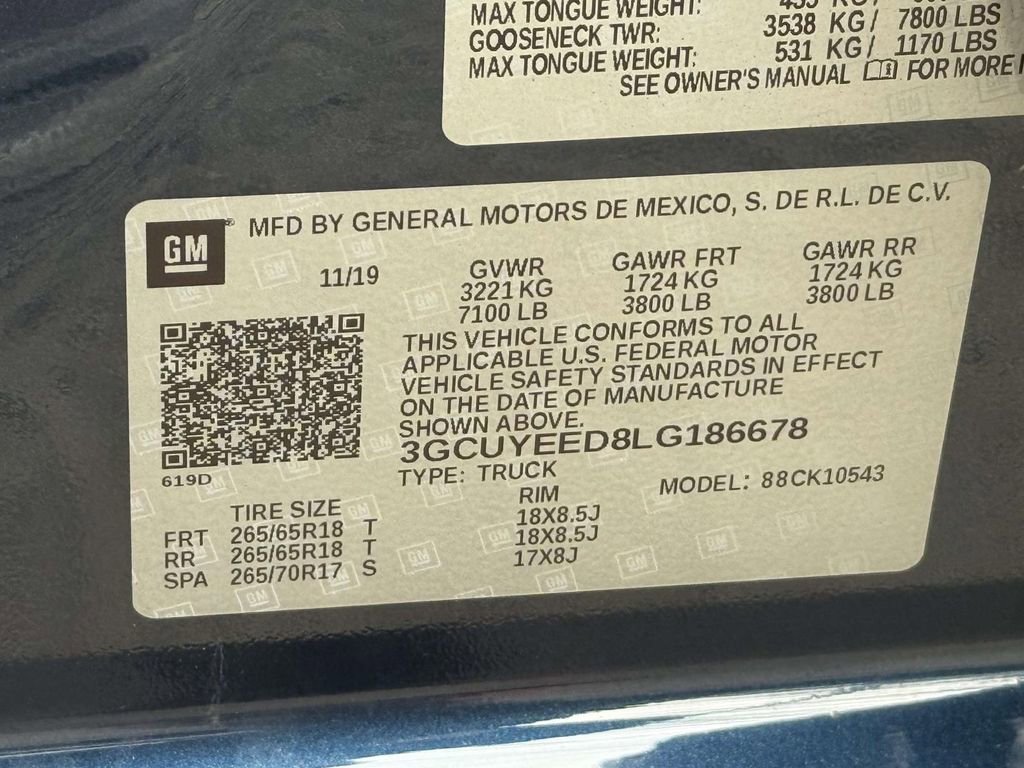 MAX TONGUE WEIGHT: KG/
GOOSENECK TWR: 3538 KG/ 7800 LBS
MAX TONGUE WEIGHT: 531 KG/ 1170 LBS
SEE OWNER'S MANUAL FOR MORE
GM
MFD BY GENERAL MOTORS DE MEXICO, S. DE R.L. DE C.V.
11/19
GVWR GAWR FRT GAWR RR
3221 KG 1724 KG 1724 KG
7100 LB 3800 LB 3800 LB
THIS VEHICLE CONFORMS TO ALL
APPLICABLE U.S. FEDERAL MOTOR
VEHICLE SAFETY STANDARDS IN EFFECT
ON THE DATE OF MANUFACTURE
SHOWN ABOVE.
3GCUYEED8LG186678
619D
TYPE: TRUCK MODEL: 88CK10543
TIRE SIZE RIM
FRT 265/65R18 T 18X8.5J
RR 265/65R18 T 18X8.5J
SPA 265/70R17 S 17X8J